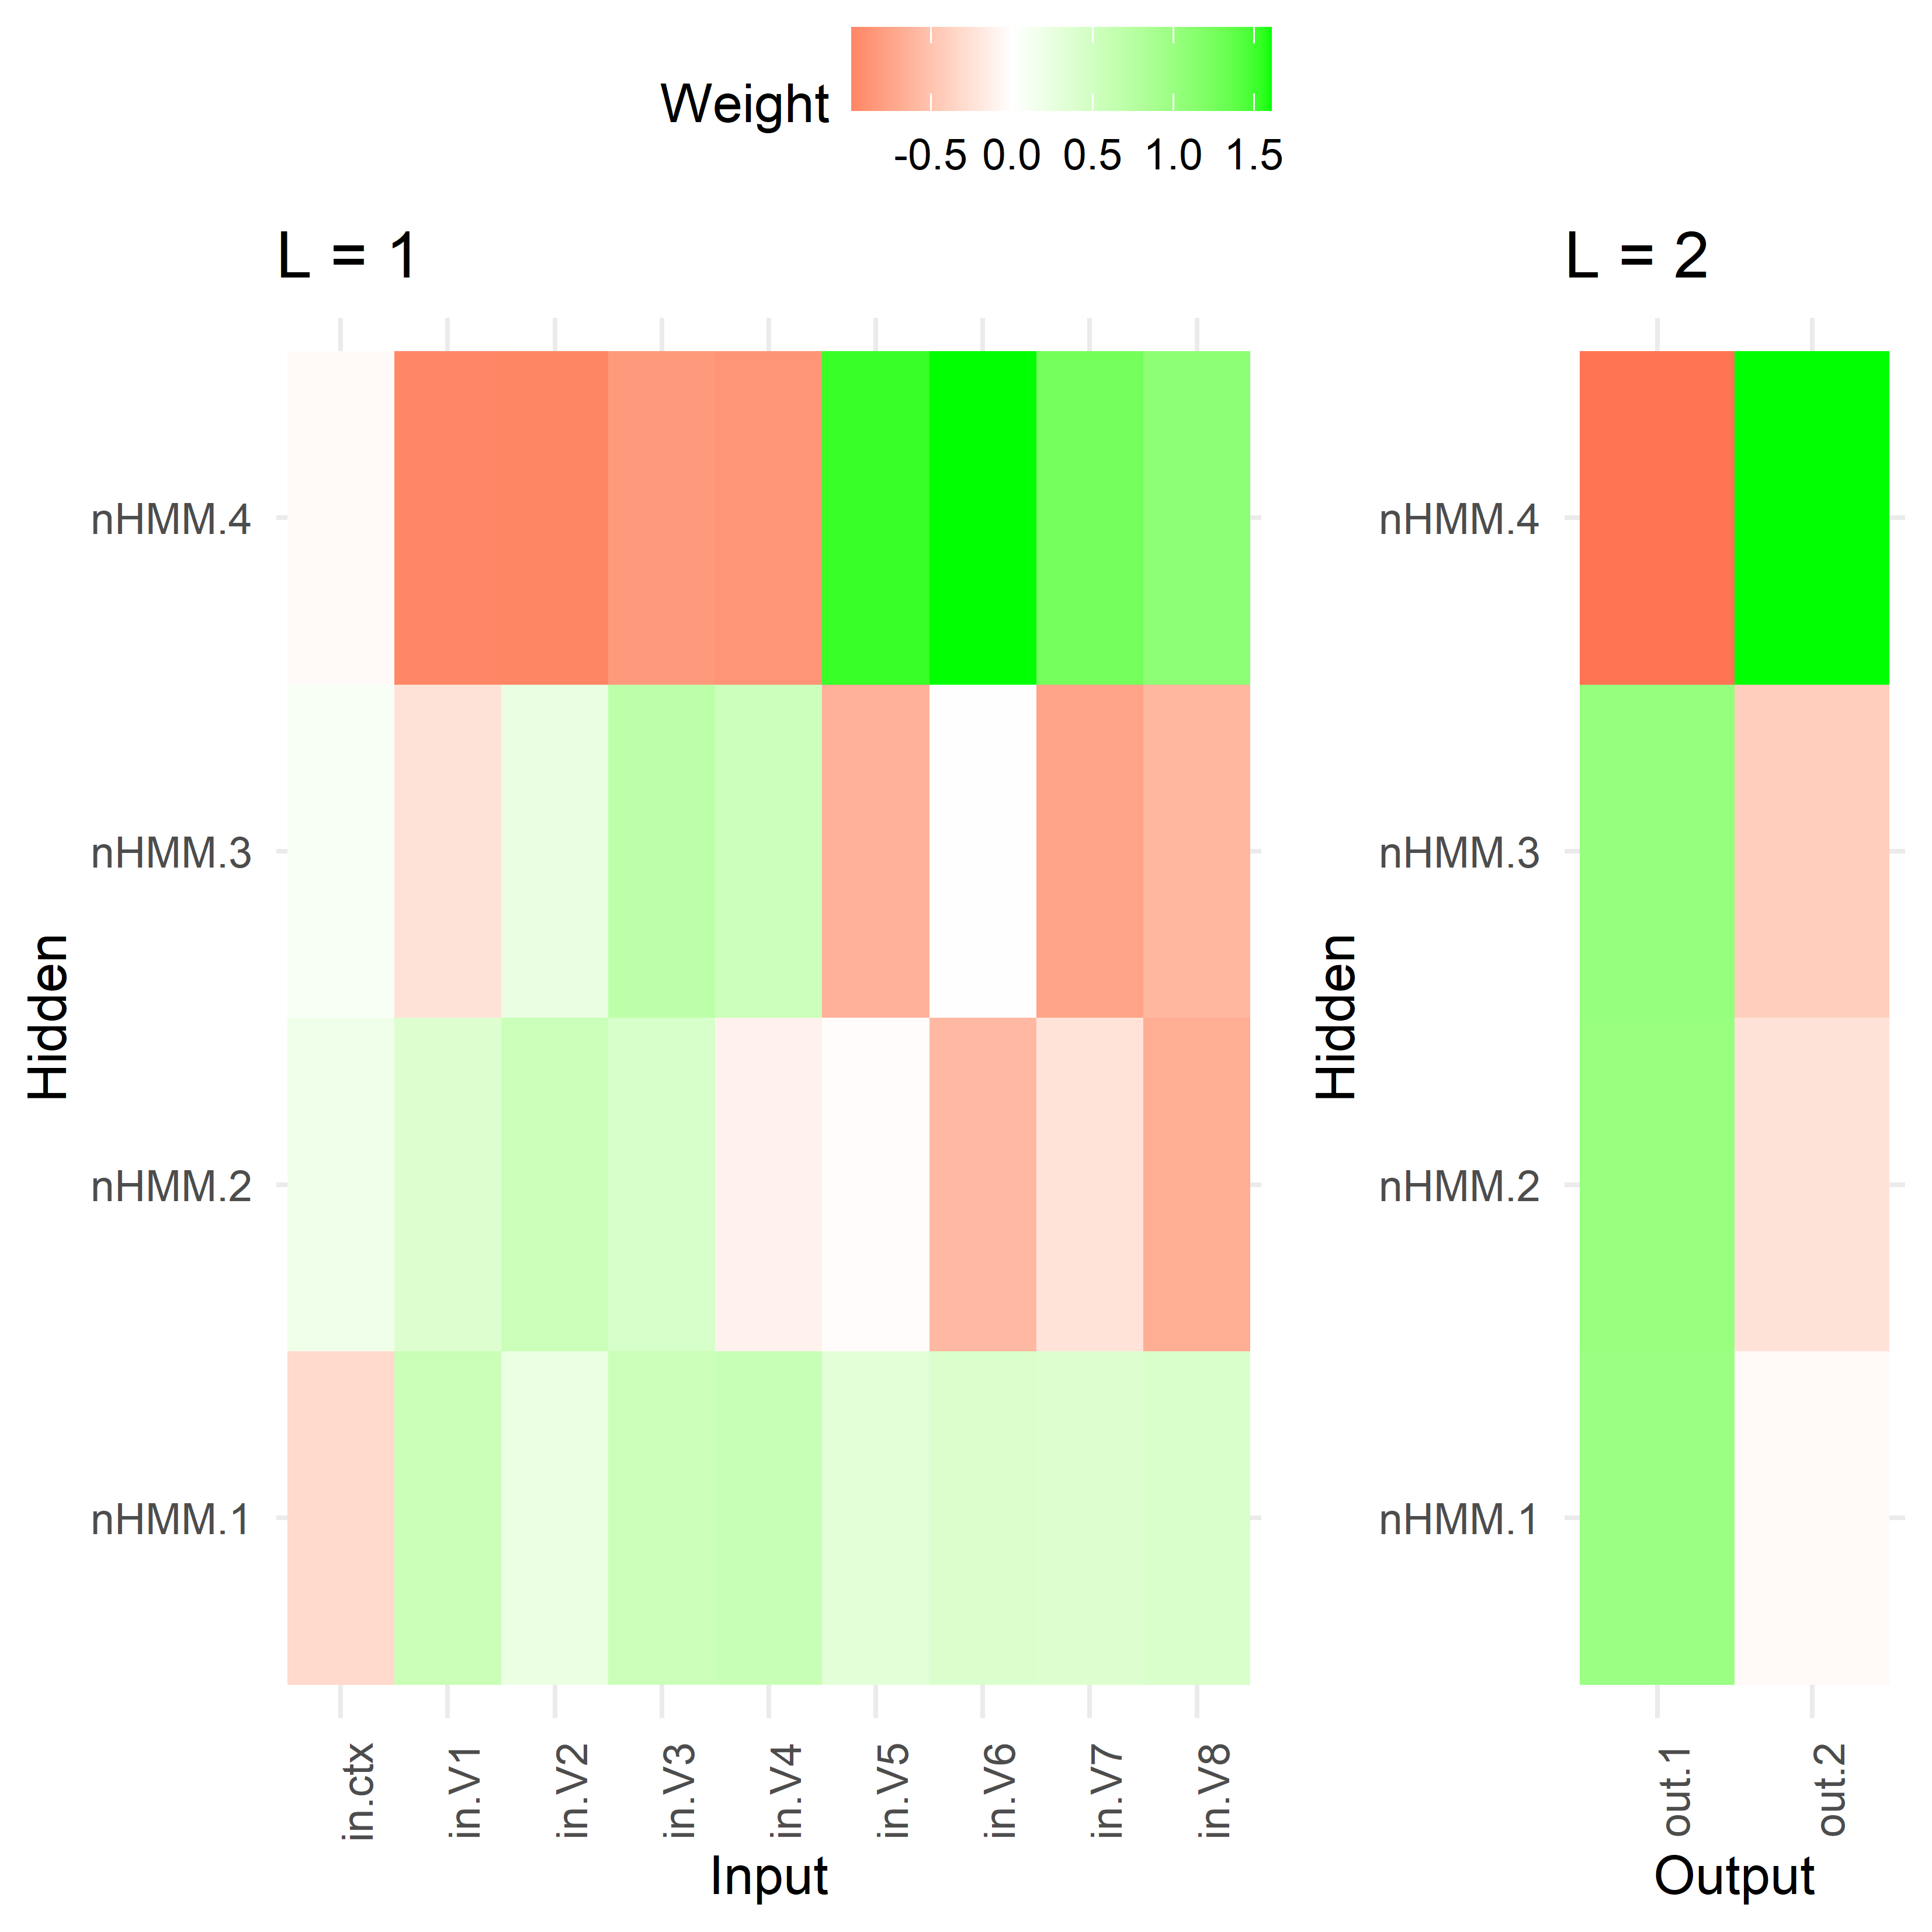 Weight
-0.5 0.0 0.5 1.0 1.5
L = 1
nHMM.4
nHMM.3
nHMM.2
nHMM.1
Hidden
in.ctx in.V1 in.V2 in.V3 in.V4 in.V5 in.V6 in.V7 in.V8
Input
L = 2
nHMM.4
nHMM.3
nHMM.2
nHMM.1
Hidden
out.1 out.2
Output